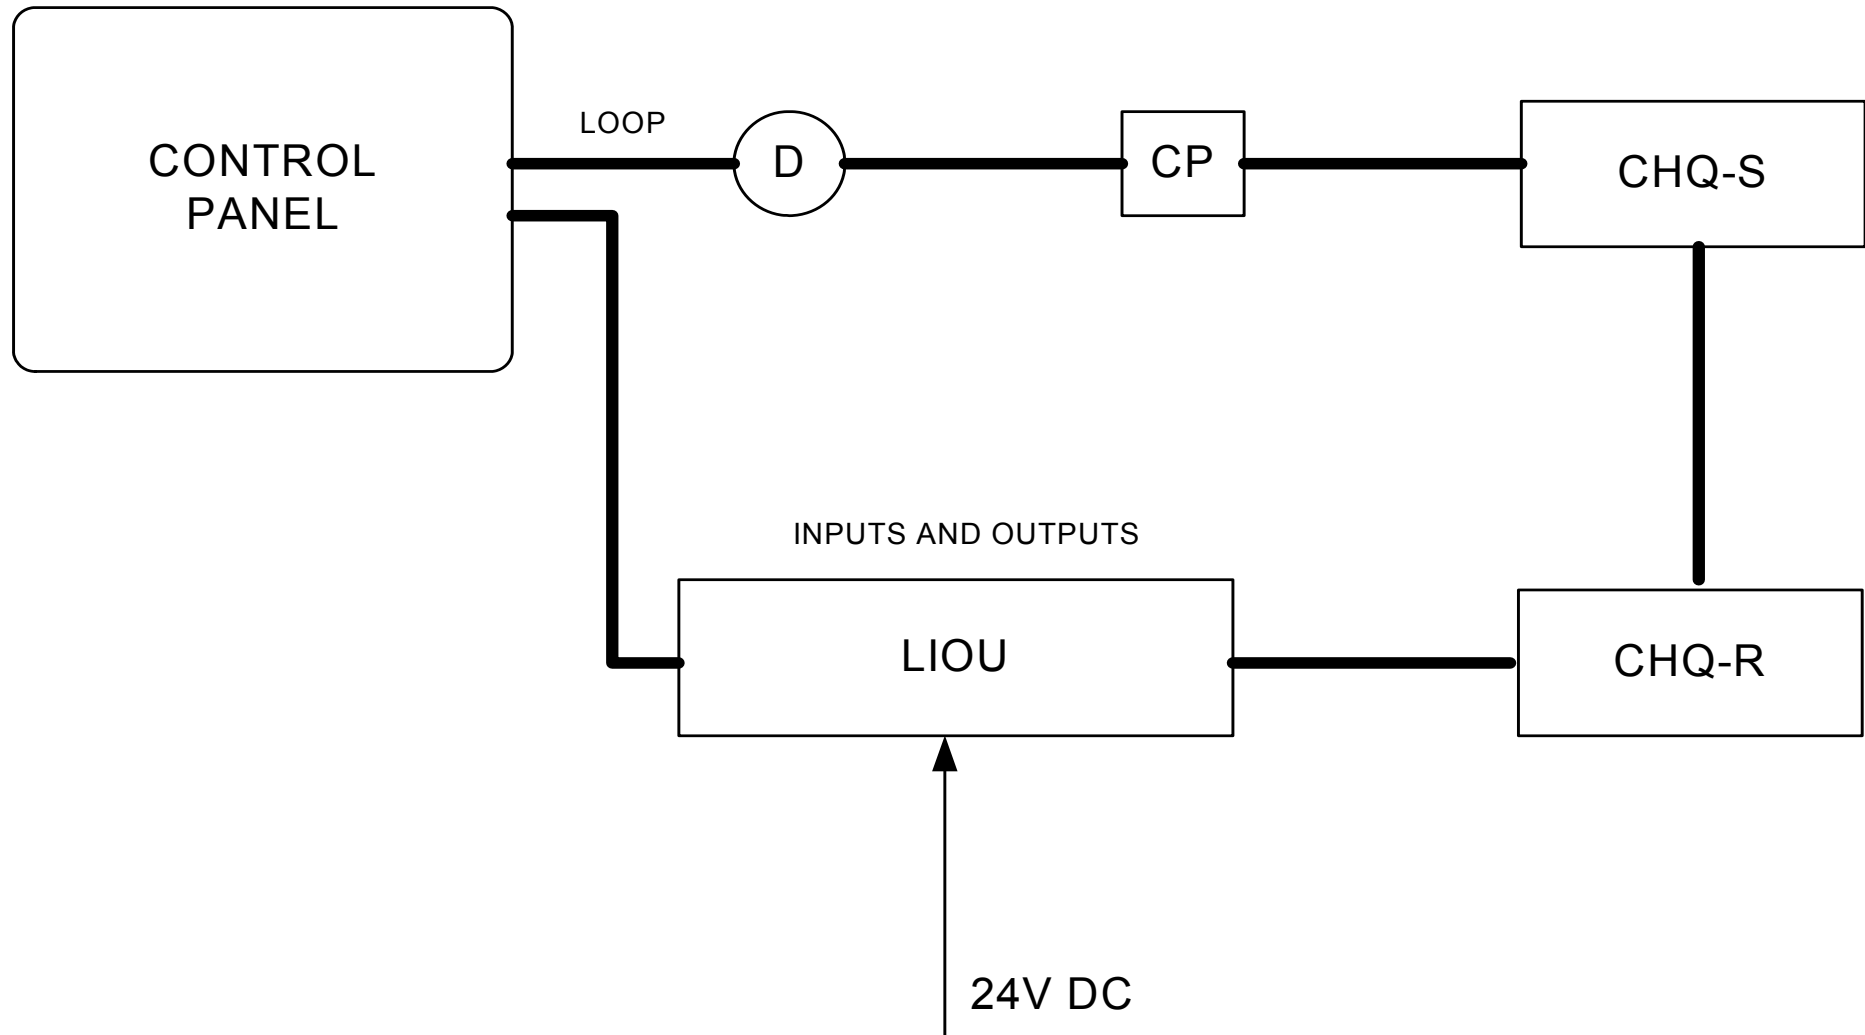 CONTROL
PANEL
LOOP
D
CP
CHQ-S
INPUTS AND OUTPUTS
LIOU
CHQ-R
24V DC